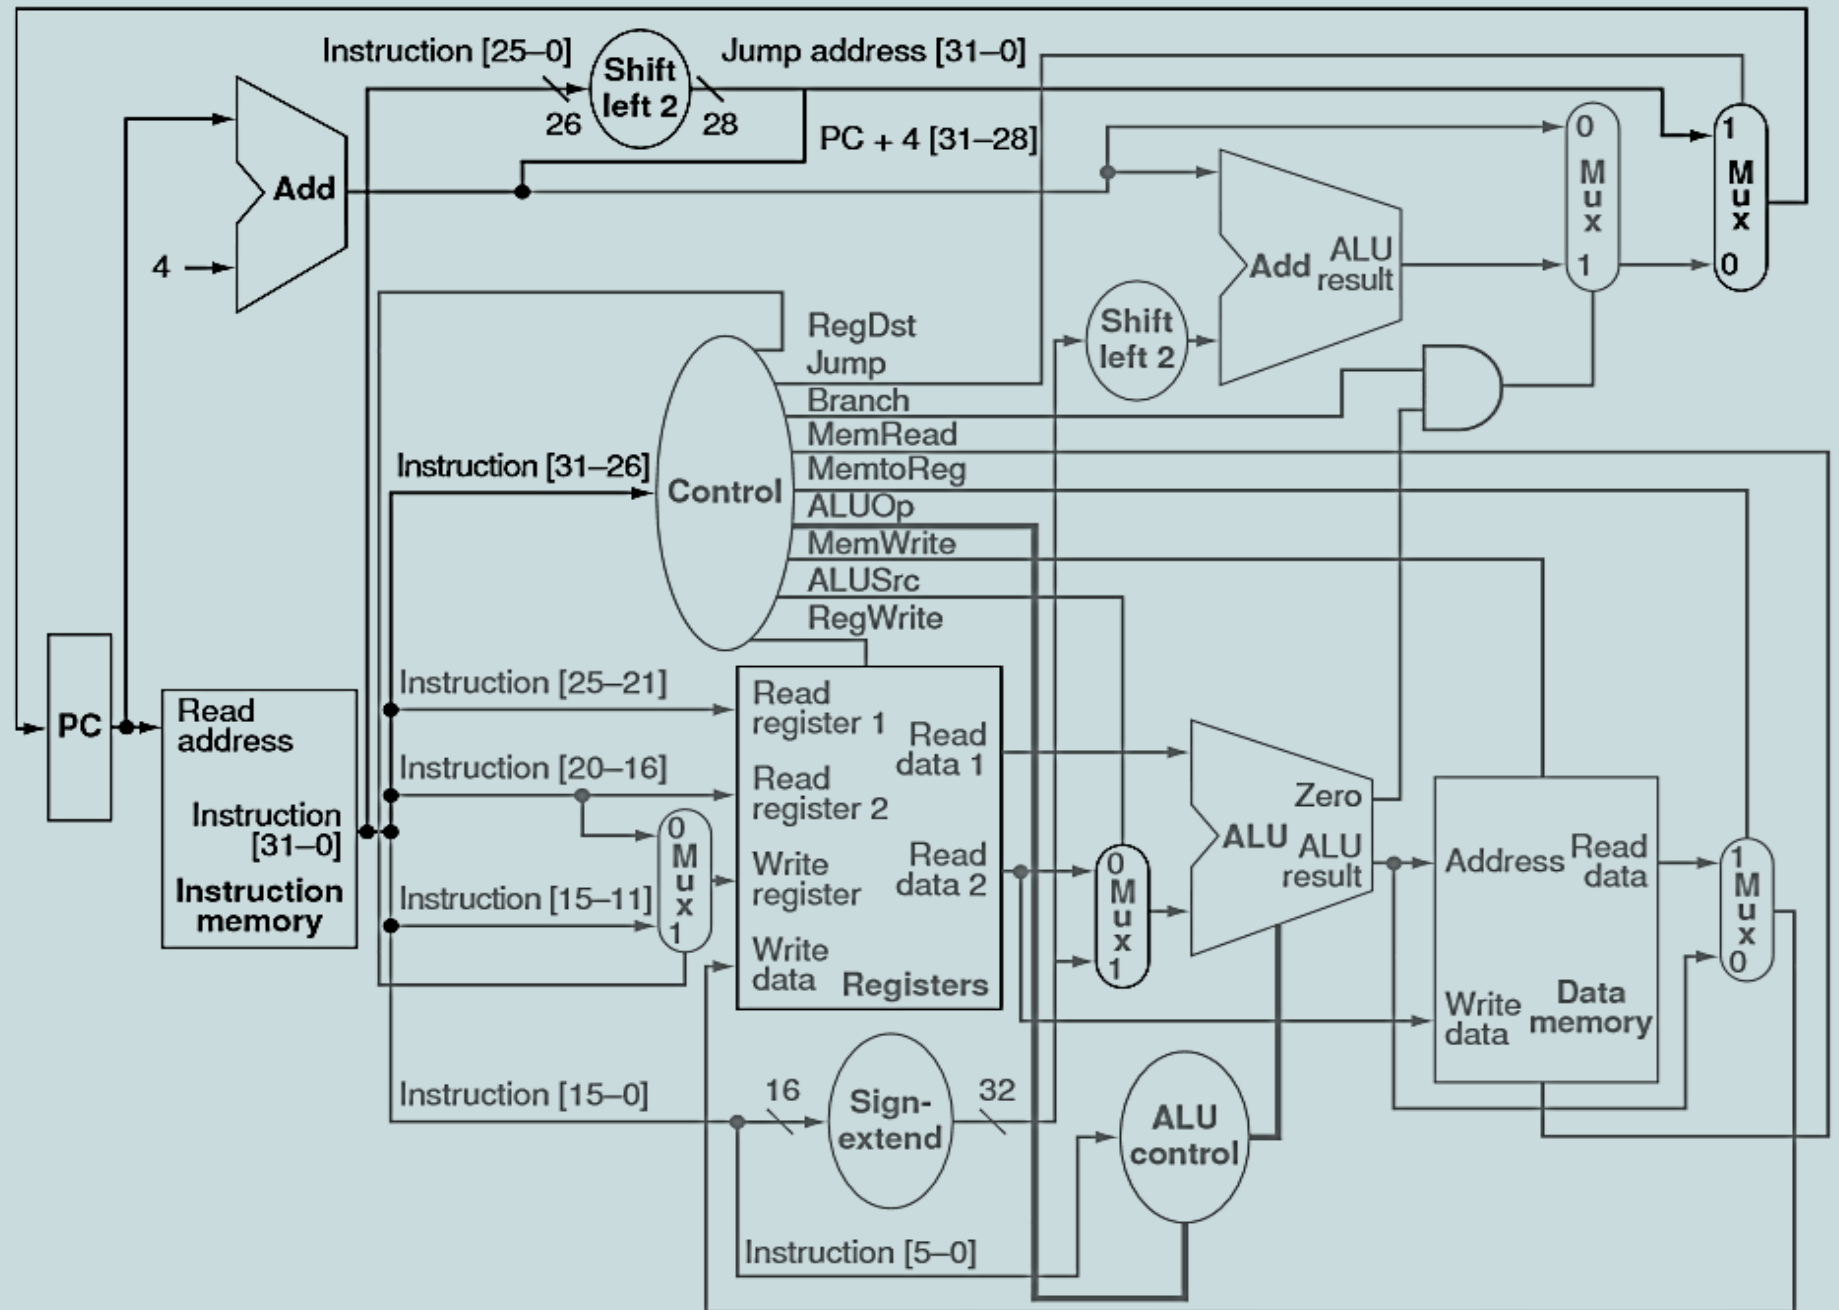 Instruction [25–0]
Shift
left 2
Jump address [31–0]
26
28
PC + 4 [31–28]
Add
4
0
M
u
x
1
1
M
u
x
0
Add
ALU
result
Shift
left 2
RegDst
Jump
Branch
MemRead
MemtoReg
ALUOp
MemWrite
ALUSrc
RegWrite
Instruction [31–26]
Control
PC
Read
address
Instruction
[31–0]
Instruction
memory
Instruction [25–21]
Instruction [20–16]
Instruction [15–11]
0
M
u
x
1
Read
register 1
Read
register 2
Write
register
Write
data
Read
data 1
Read
data 2
Registers
0
M
u
x
1
Zero
ALU
ALU
result
Address
Read
data
Write
data
Data
memory
1
M
u
x
0
Instruction [15–0]
16
Sign-
extend
32
ALU
control
Instruction [5–0]